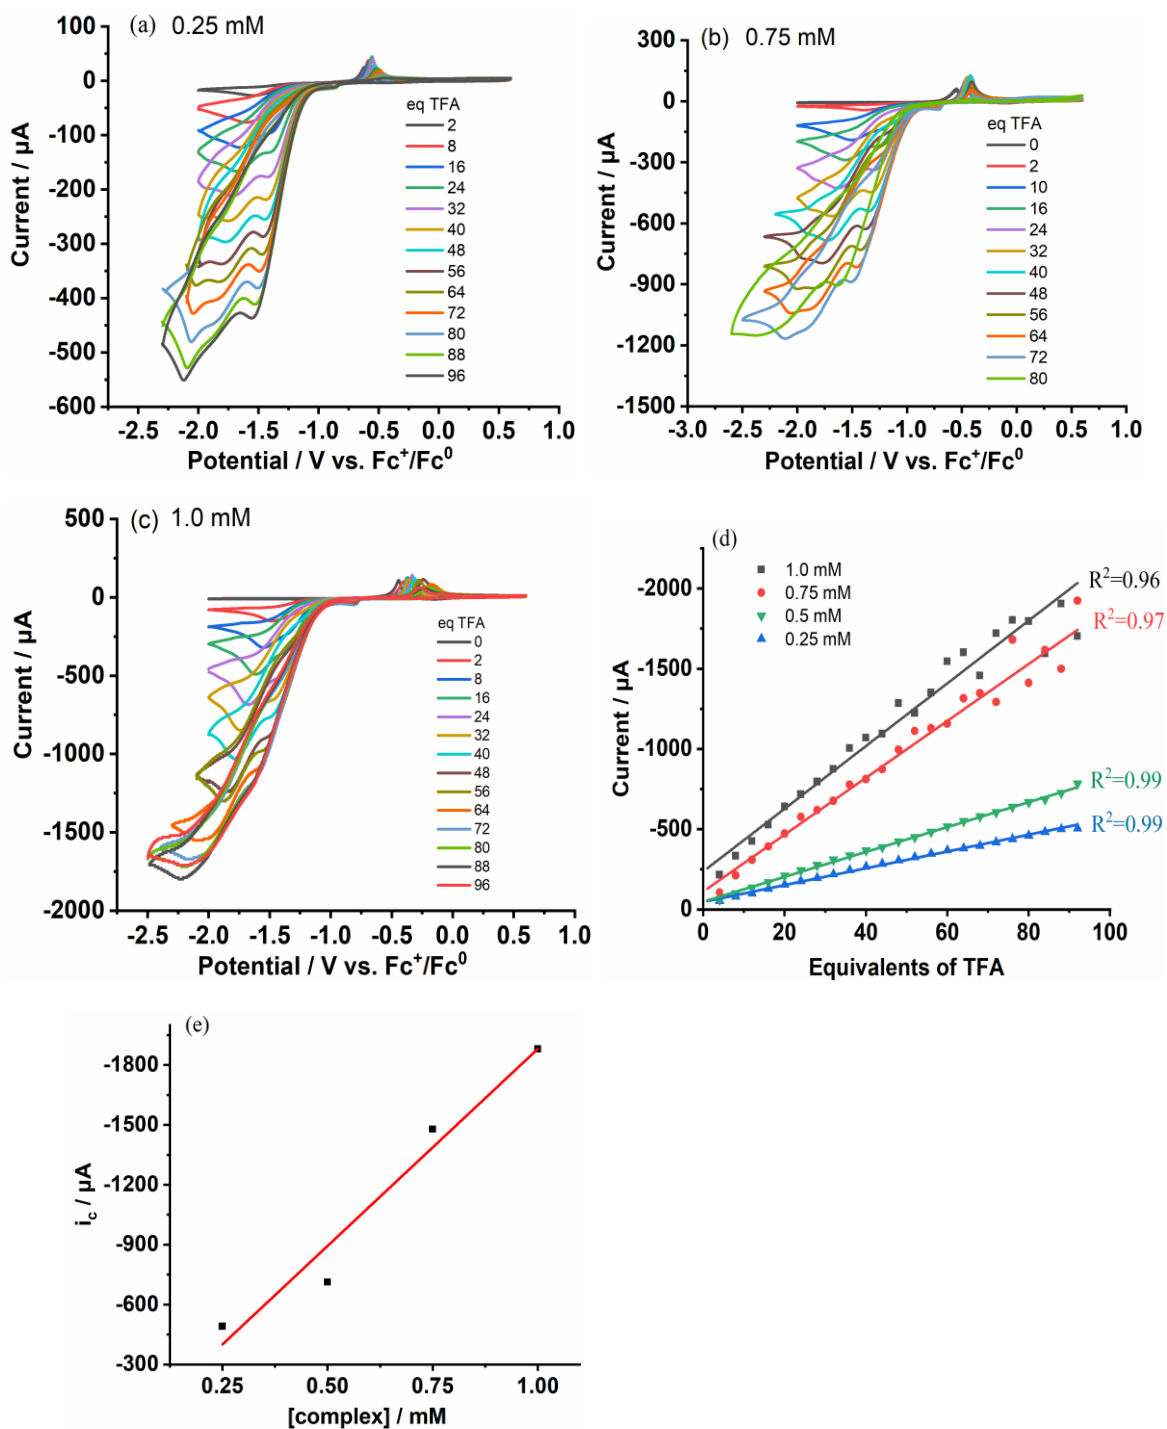 (a) 0.25 mM
100
0
-100
-200
-300
-400
-500
-600
Current / μA
eq TFA
2
8
16
24
32
40
48
56
64
72
80
88
96
-2.5 -2.0 -1.5 -1.0 -0.5 0.0 0.5 1.0
Potential / V vs. Fc⁺/Fc⁰
(b) 0.75 mM
300
0
-300
-600
-900
-1200
-1500
Current / μA
eq TFA
0
2
10
16
24
32
40
48
56
64
72
80
-3.0 -2.5 -2.0 -1.5 -1.0 -0.5 0.0 0.5 1.0
Potential / V vs. Fc⁺/Fc⁰
(c) 1.0 mM
500
0
-500
-1000
-1500
-2000
Current / μA
eq TFA
0
2
8
16
24
32
40
48
56
64
72
80
88
96
-2.5 -2.0 -1.5 -1.0 -0.5 0.0 0.5 1.0
Potential / V vs. Fc⁺/Fc⁰
(d)
1.0 mM
0.75 mM
0.5 mM
0.25 mM
R²=0.96
R²=0.97
R²=0.99
R²=0.99
-2000
-1500
-1000
-500
0
Current / μA
0 20 40 60 80 100
Equivalents of TFA
(e)
-1800
-1500
-1200
-900
-600
-300
i_c / μA
0.25 0.50 0.75 1.00
[complex] / mM